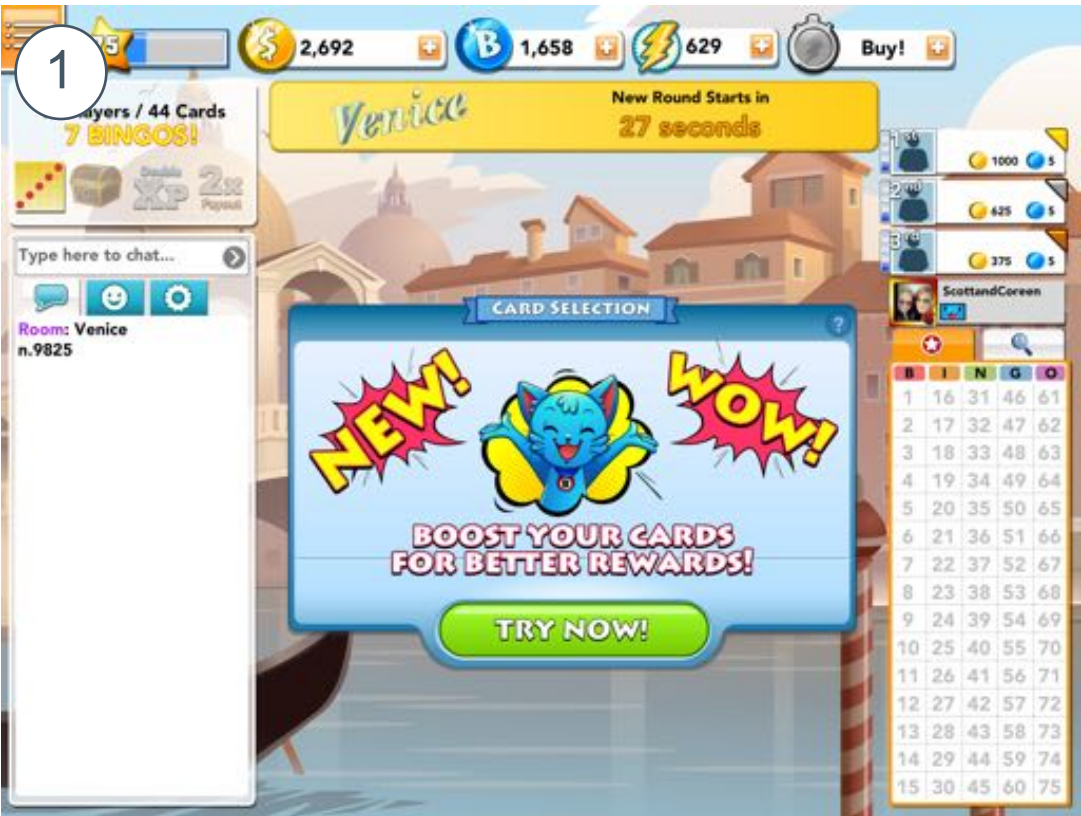 1
75
2,692
1,658
629
Buy!
ayers / 44 Cards
7 BINGOS!
Double
XP
2x
Payout
Venice
New Round Starts in
27 seconds
Type here to chat...
Room: Venice
n.9825
CARD SELECTION
?
NEW!
WOW!
BOOST YOUR CARDS
FOR BETTER REWARDS!
TRY NOW!
1st
1000 5
2nd
625 5
3rd
375 5
ScottandCoreen
B I N G O
1 16 31 46 61
2 17 32 47 62
3 18 33 48 63
4 19 34 49 64
5 20 35 50 65
6 21 36 51 66
7 22 37 52 67
8 23 38 53 68
9 24 39 54 69
10 25 40 55 70
11 26 41 56 71
12 27 42 57 72
13 28 43 58 73
14 29 44 59 74
15 30 45 60 75